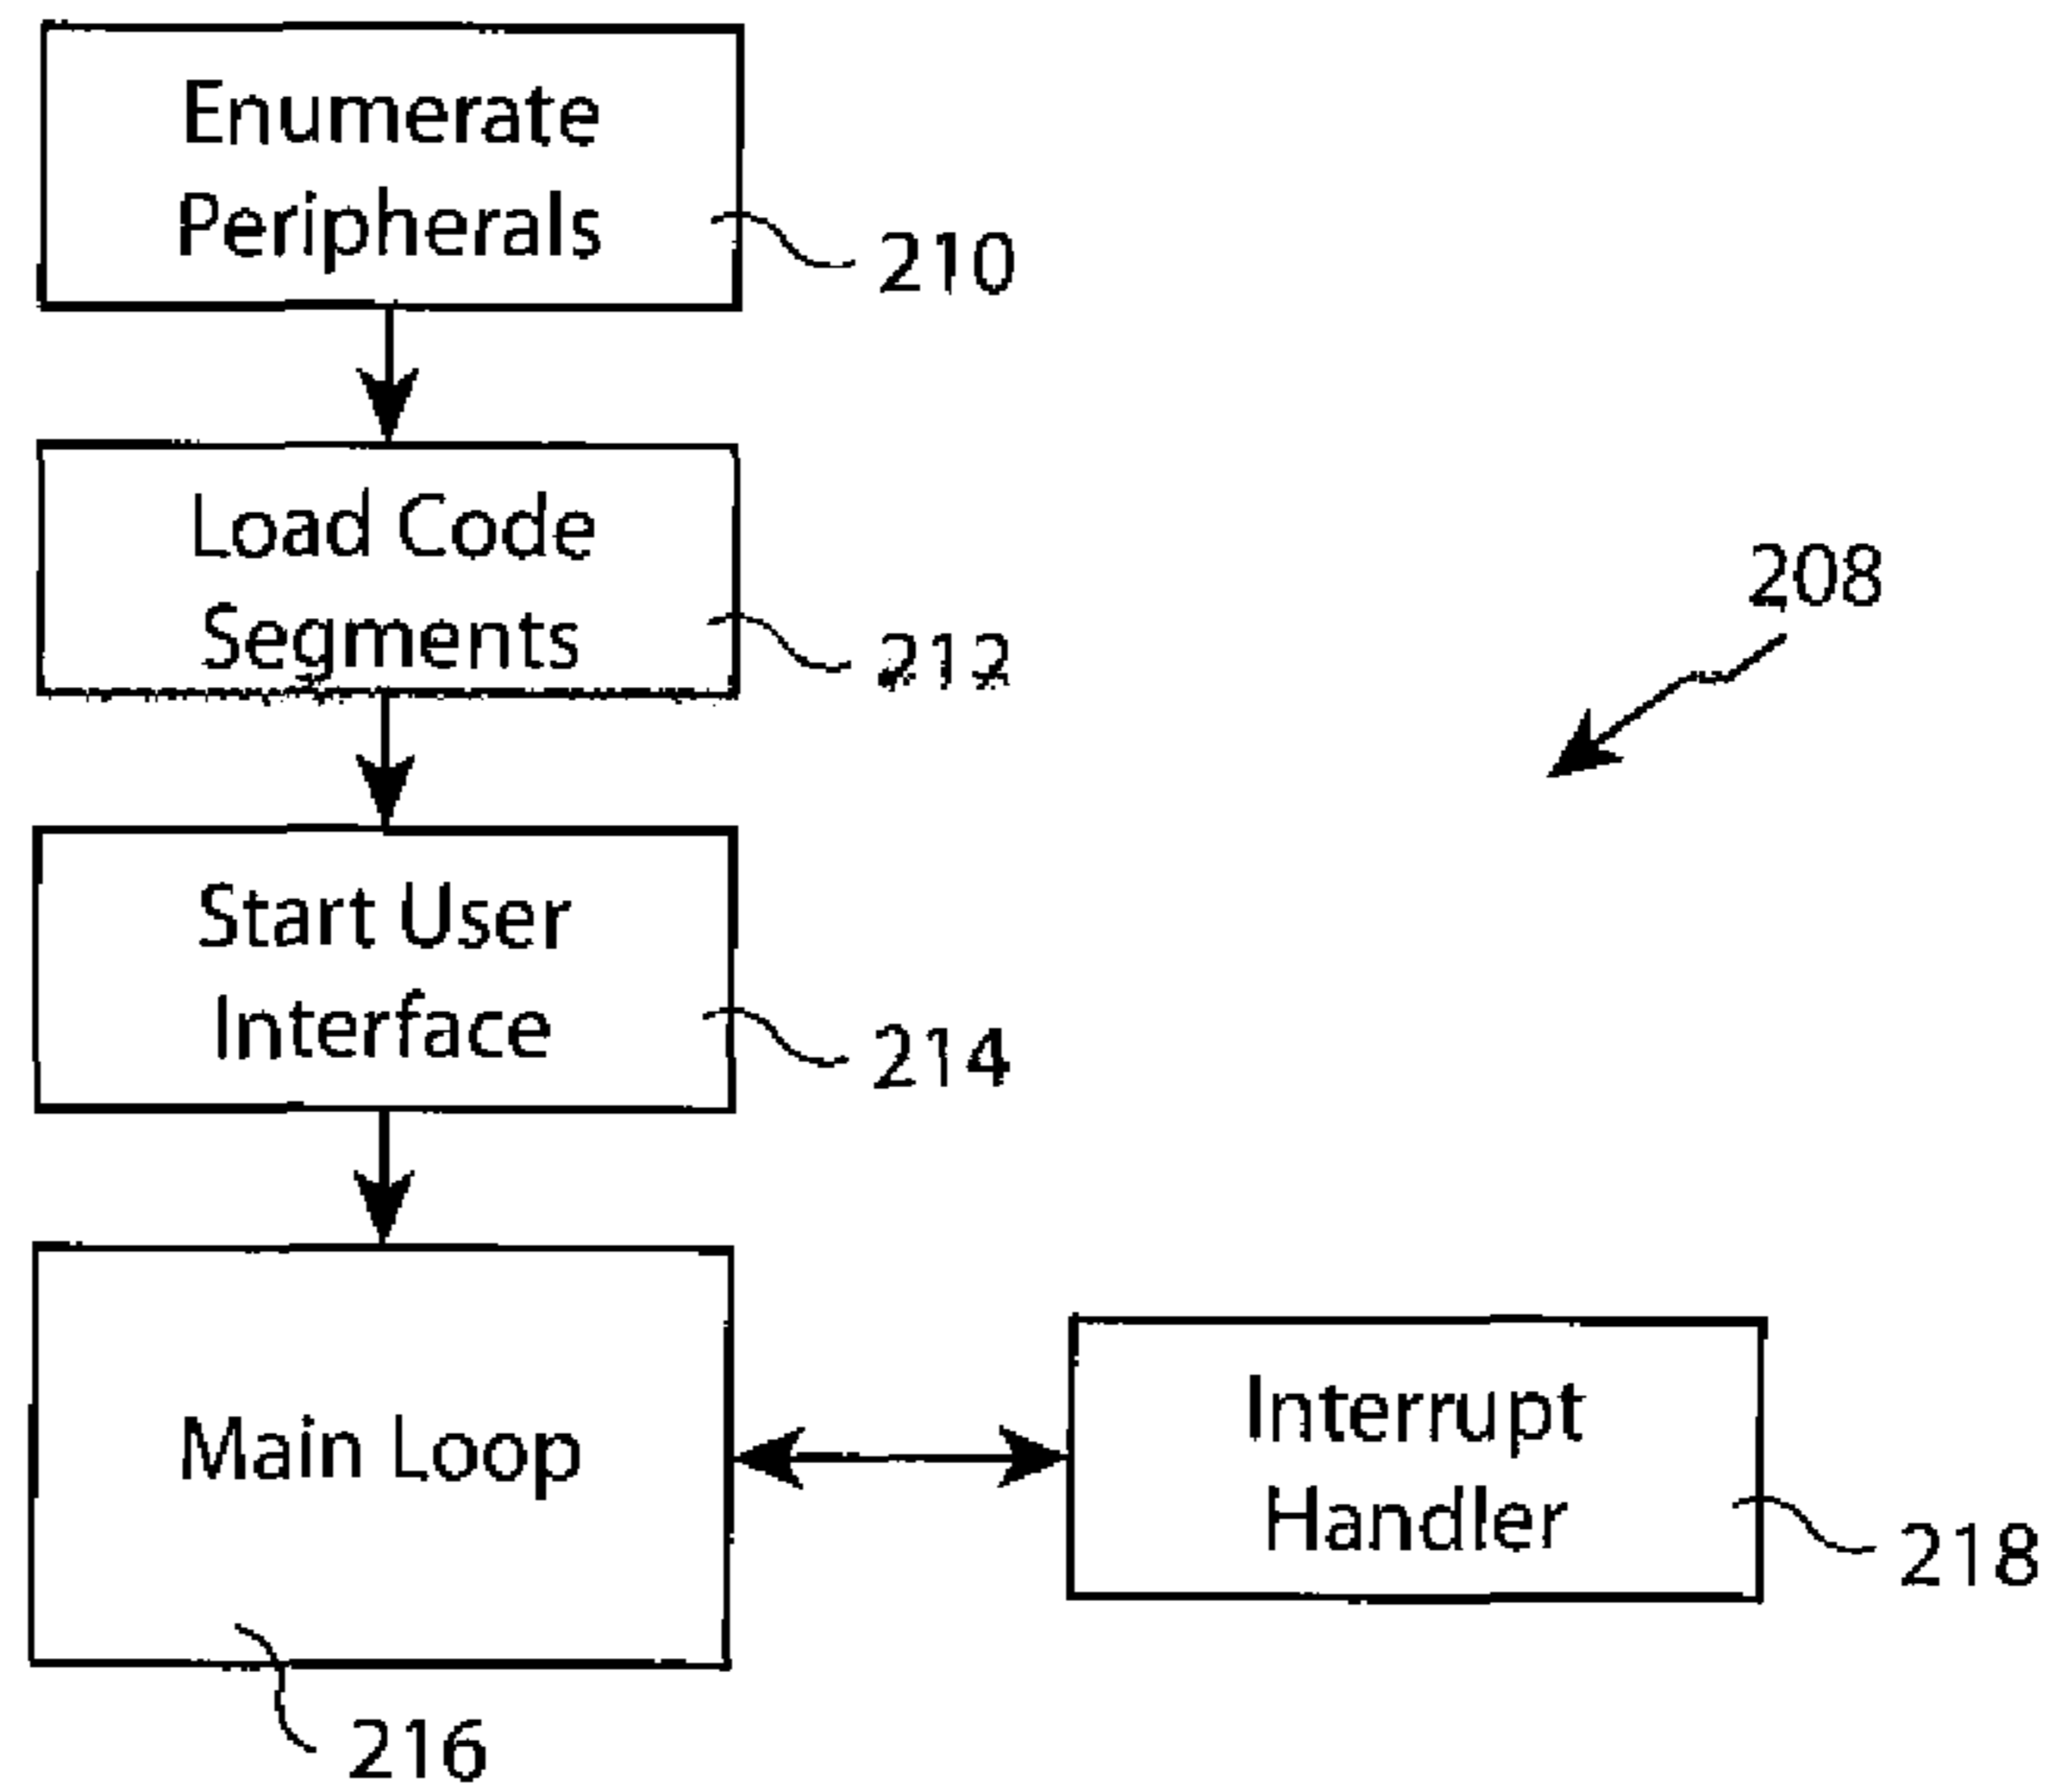 Enumerate
Peripherals
210
Load Code
Segments
212
208
Start User
Interface
214
Main Loop
216
Interrupt
Handler
218